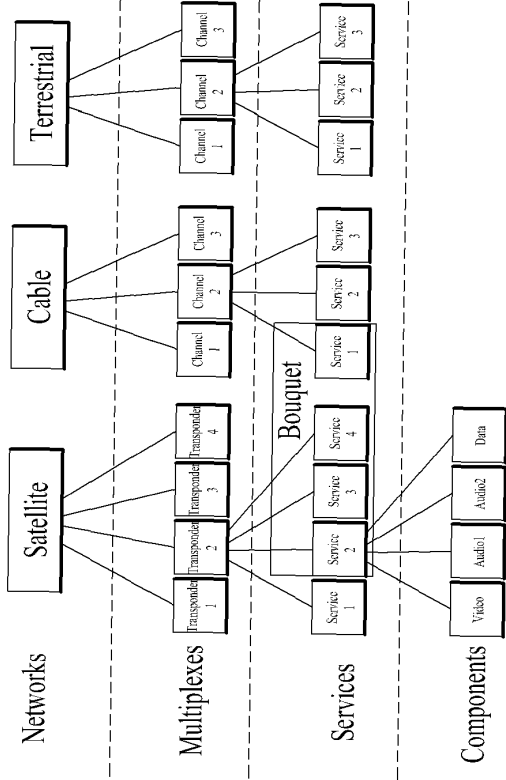 Networks
Satellite
Cable
Terrestrial
Multiplexes
Transponder
1
Transponder
2
Transponder
3
Transponder
4
Channel
1
Channel
2
Channel
3
Channel
1
Channel
2
Channel
3
Services
Bouquet
Service
1
Service
2
Service
3
Service
4
Service
1
Service
2
Service
3
Service
1
Service
2
Service
3
Components
Video
Audio1
Audio2
Data